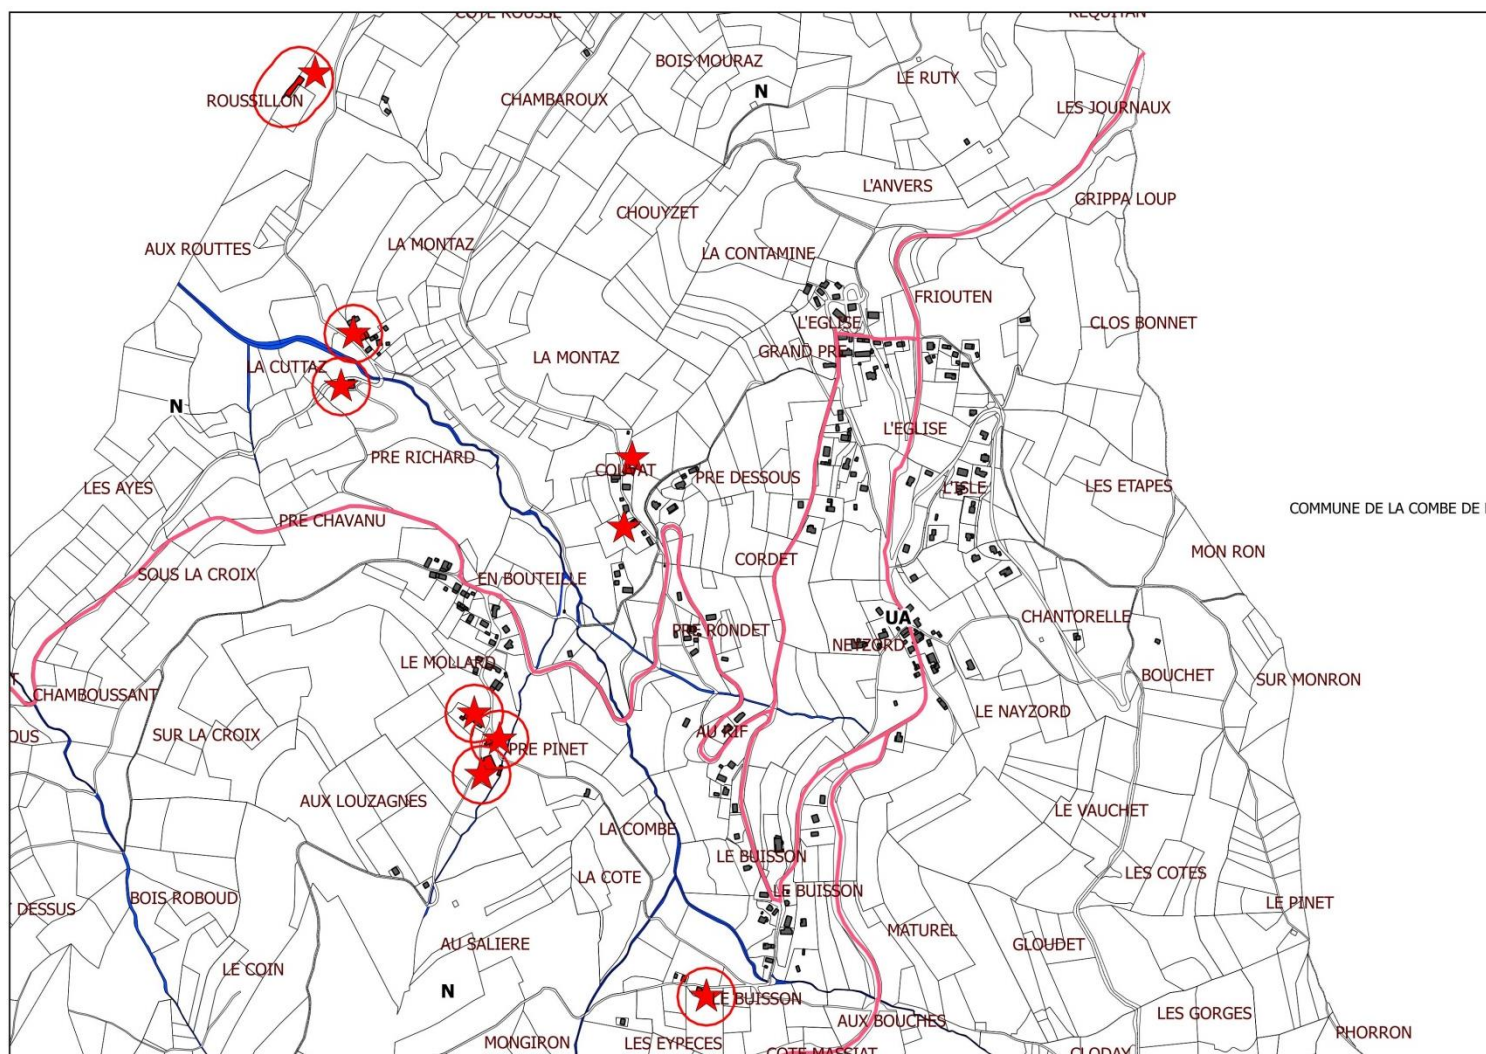 BOIS MOURAZ
LE RUTY
N
ROUSSILLON
CHAMBAROUX
LES JOURNAUX
L'ANVERS
GRIPPA LOUP
CHOUYZET
AUX ROUTTES
LA MONTAZ
LA CONTAMINE
FRIOUTEN
L'EGLISE
CLOS BONNET
LA MONTAZ
GRAND PRE
LA CUTTAZ
N
L'EGLISE
PRE RICHARD
PRE DESSOUS
LES AYES
L'ISLE
LES ETAPES
COMMUNE DE LA COMBE DE
PRE CHAVANU
MON RON
CORDET
SOUS LA CROIX
EN BOUTEILLE
CHANTORELLE
UA
PRE RONDET
LE MOLLARD
BOUCHET
SUR MONRON
CHAMBOUSSANT
LE NAYZORD
SUR LA CROIX
AU RIF
OUS
PRE PINET
AUX LOUZAGNES
LE VAUCHET
LA COMBE
LE BUISSON
LES COTES
LA COTE
LE BUISSON
BOIS ROBOUD
LE PINET
DESSUS
MATUREL
AU SALIERE
GLOUDET
LE COIN
N
LE BUISSON
LES GORGES
AUX BOUCHES
PHORRON
MONGIRON
LES EYPECES
COTE MASSIAT
CLODAY